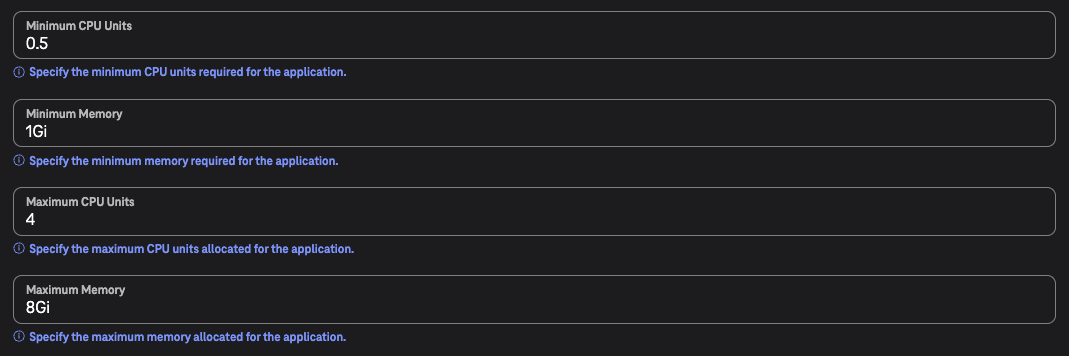 Minimum CPU Units
0.5
Specify the minimum CPU units required for the application.
Minimum Memory
1Gi
Specify the minimum memory required for the application.
Maximum CPU Units
4
Specify the maximum CPU units allocated for the application.
Maximum Memory
8Gi
Specify the maximum memory allocated for the application.